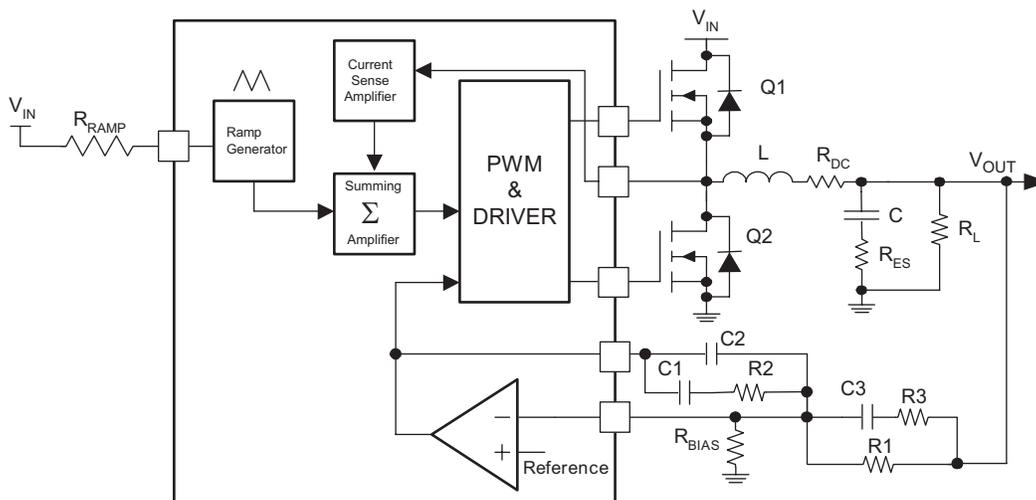 V_IN
Current
Sense
Amplifier
Q1
V_IN
R_RAMP
Ramp
Generator
PWM
&
DRIVER
L
R_DC
V_OUT
Summing
Σ
Amplifier
C
R_L
Q2
R_ES
C2
C1
R2
C3
R3
−
R_BIAS
+
Reference
R1